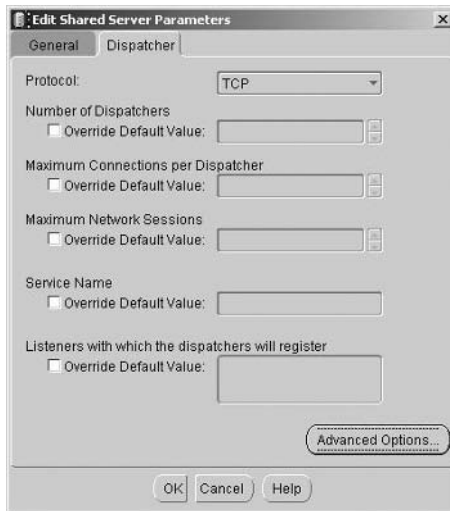 Edit Shared Server Parameters
General Dispatcher
Protocol: TCP
Number of Dispatchers
Override Default Value:
Maximum Connections per Dispatcher
Override Default Value:
Maximum Network Sessions
Override Default Value:
Service Name
Override Default Value:
Listeners with which the dispatchers will register
Override Default Value:
Advanced Options...
OK Cancel Help